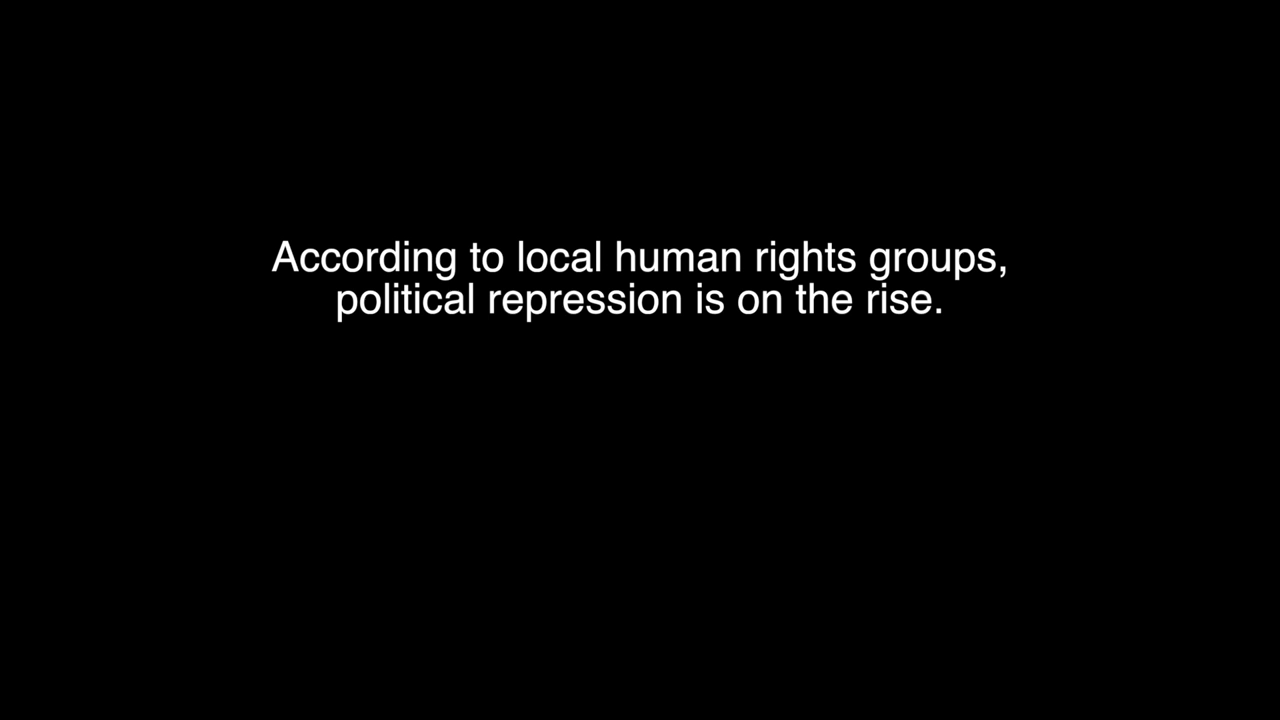 According to local human rights groups,
political repression is on the rise.